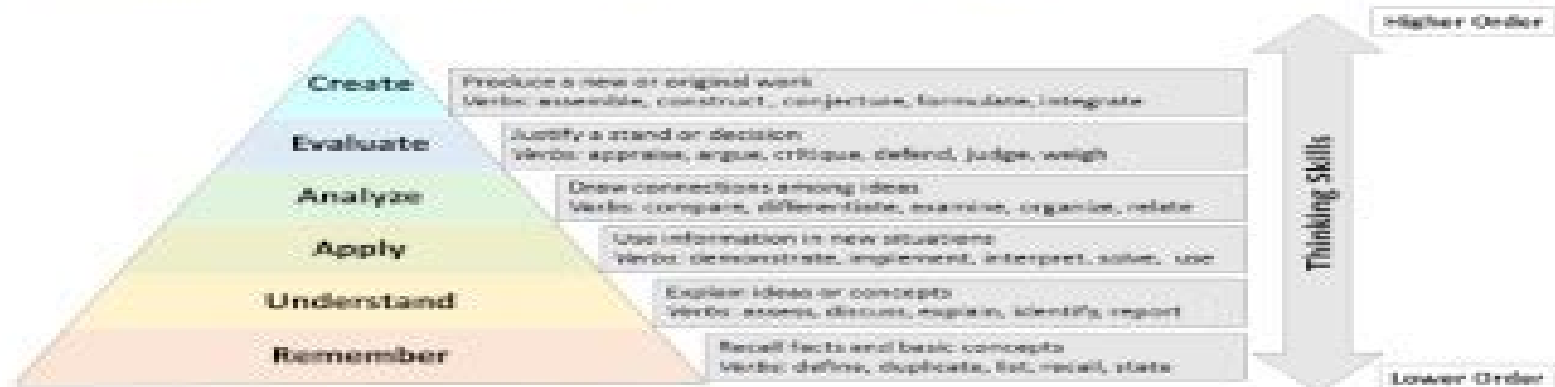 Higher Order
Create
Produce a new or original work
Verbs: assemble, construct, conjecture, formulate, integrate
Evaluate
Justify a stand or decision
Verbs: appraise, argue, critique, defend, judge, weigh
Analyze
Draw connections among ideas
Verbs: compare, differentiate, examine, organize, relate
Apply
Use information in new situations
Verbs: demonstrate, implement, interpret, solve, use
Understand
Explain ideas or concepts
Verbs: assess, discuss, explain, identify, report
Remember
Recall facts and basic concepts
Verbs: define, duplicate, list, recall, state
Thinking Skills
Lower Order